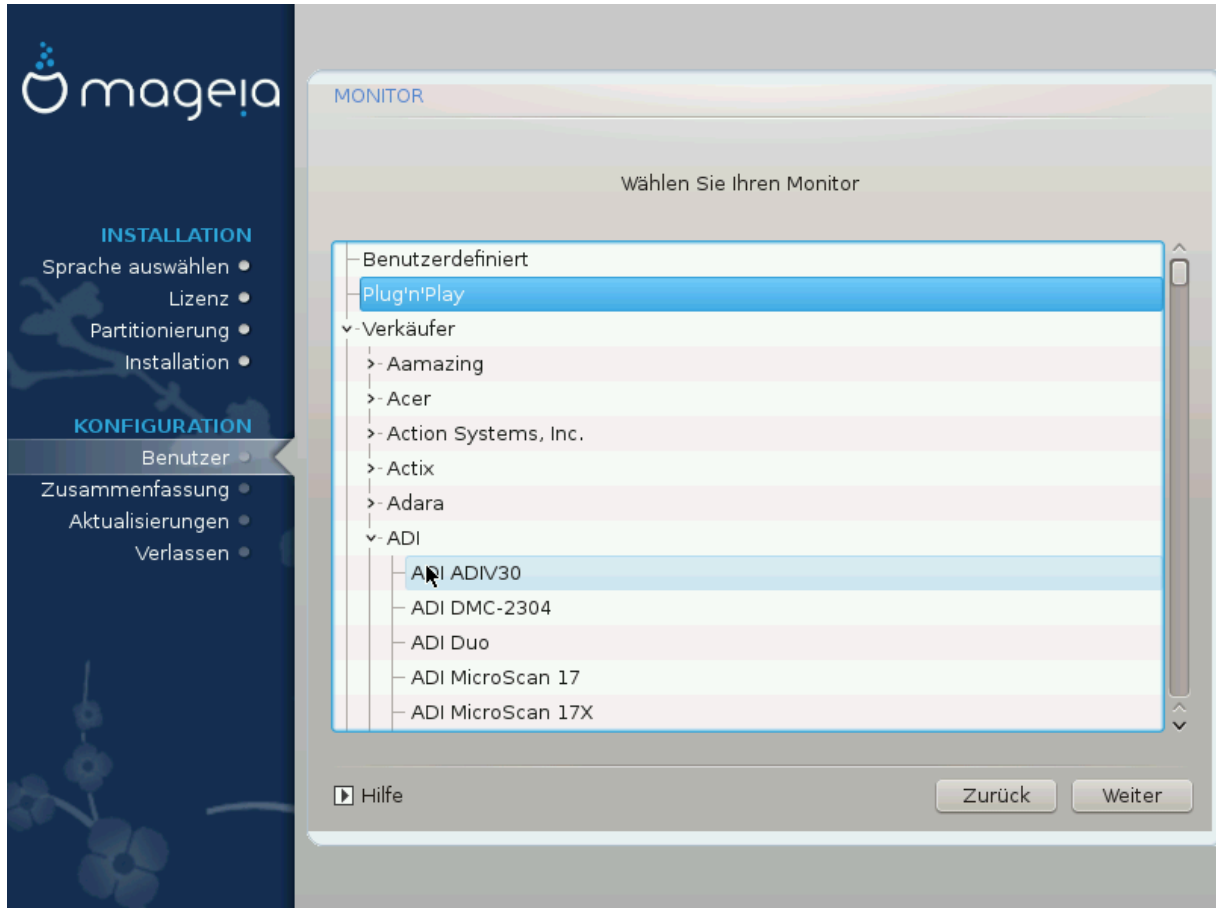 mageia
INSTALLATION
Sprache auswählen
Lizenz
Partitionierung
Installation
KONFIGURATION
Benutzer
Zusammenfassung
Aktualisierungen
Verlassen
MONITOR
Wählen Sie Ihren Monitor
Benutzerdefiniert
Plug'n'Play
Verkäufer
Aamazing
Acer
Action Systems, Inc.
Actix
Adara
ADI
ADI ADIV30
ADI DMC-2304
ADI Duo
ADI MicroScan 17
ADI MicroScan 17X
Hilfe
Zurück
Weiter